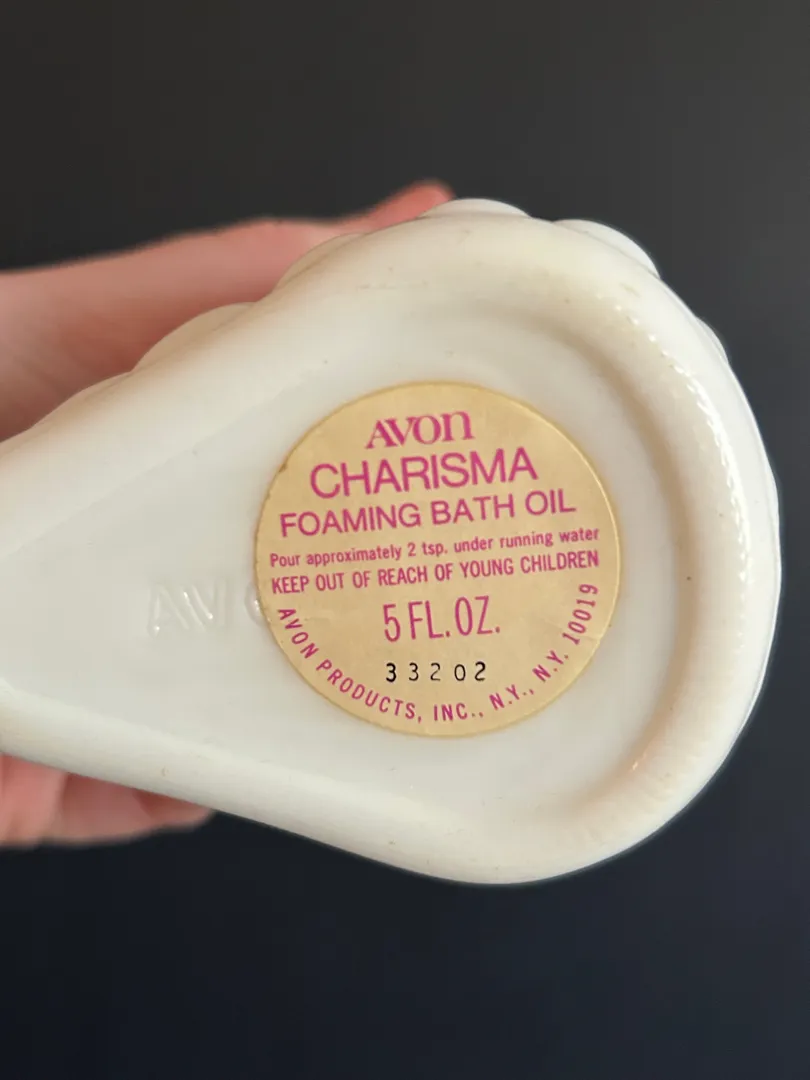 AVON
CHARISMA
FOAMING BATH OIL
Pour approximately 2 tsp. under running water
KEEP OUT OF REACH OF YOUNG CHILDREN
5 FL. OZ.
33202
AVON PRODUCTS, INC., N.Y., N.Y. 10019
AVO